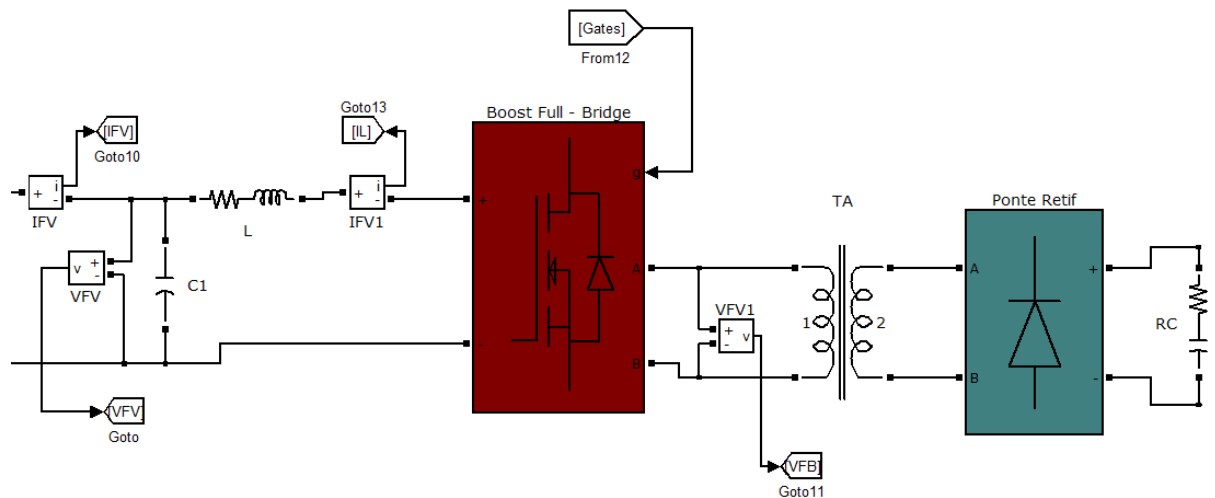 [Gates]
From12
Goto13
[IL]
Boost Full - Bridge
[IFV]
Goto10
i
+
-
IFV
L
i
+
-
IFV1
+
g
TA
Ponte Retif
v
+
-
VFV
C1
A
VFV1
+
-
v
1
2
A
+
RC
-
B
B
-
[VFV]
Goto
[VFB]
Goto11